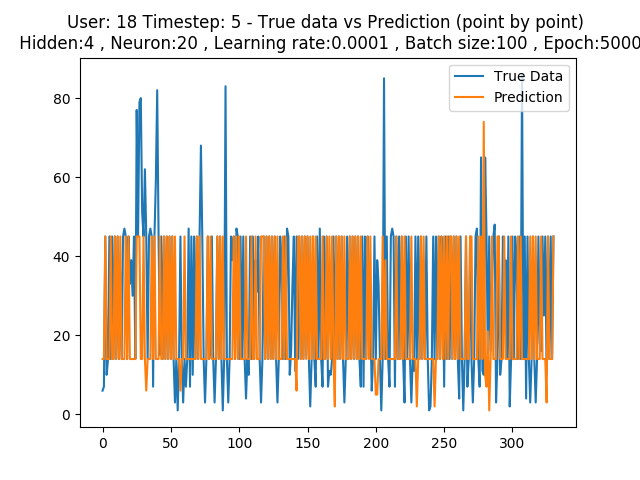 User: 18 Timestep: 5 - True data vs Prediction (point by point)
Hidden:4 , Neuron:20 , Learning rate:0.0001 , Batch size:100 , Epoch:5000
True Data
Prediction
80
60
40
20
0
0 50 100 150 200 250 300